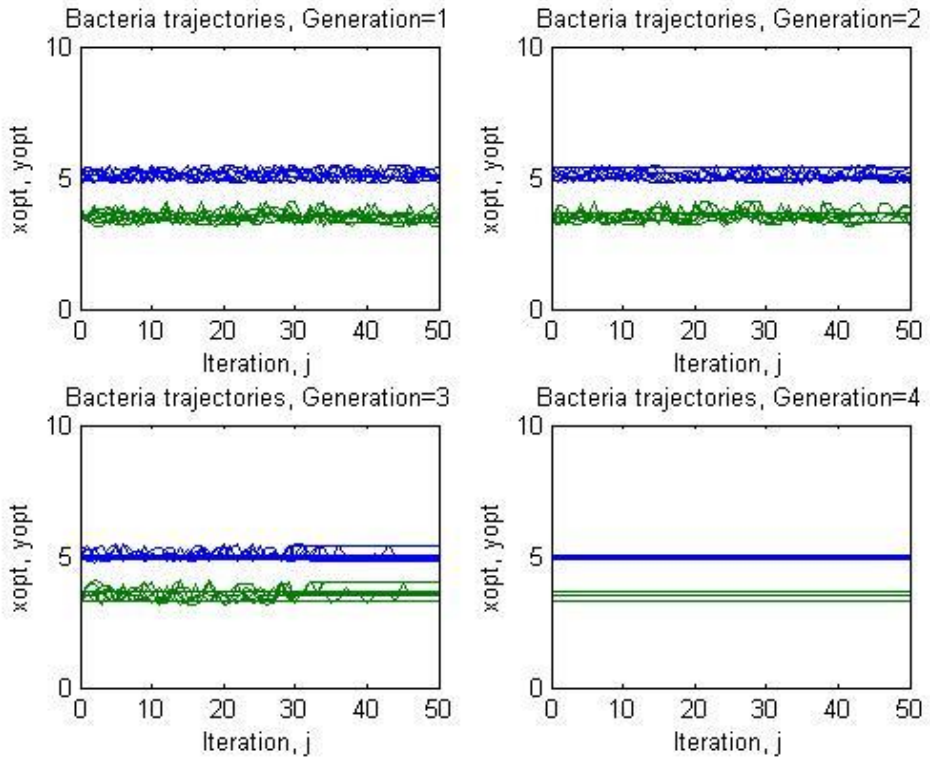 Bacteria trajectories, Generation=1
10
5
0
xopt, yopt
0 10 20 30 40 50
Iteration, j
Bacteria trajectories, Generation=2
10
5
0
xopt, yopt
0 10 20 30 40 50
Iteration, j
Bacteria trajectories, Generation=3
10
5
0
xopt, yopt
0 10 20 30 40 50
Iteration, j
Bacteria trajectories, Generation=4
10
5
0
xopt, yopt
0 10 20 30 40 50
Iteration, j